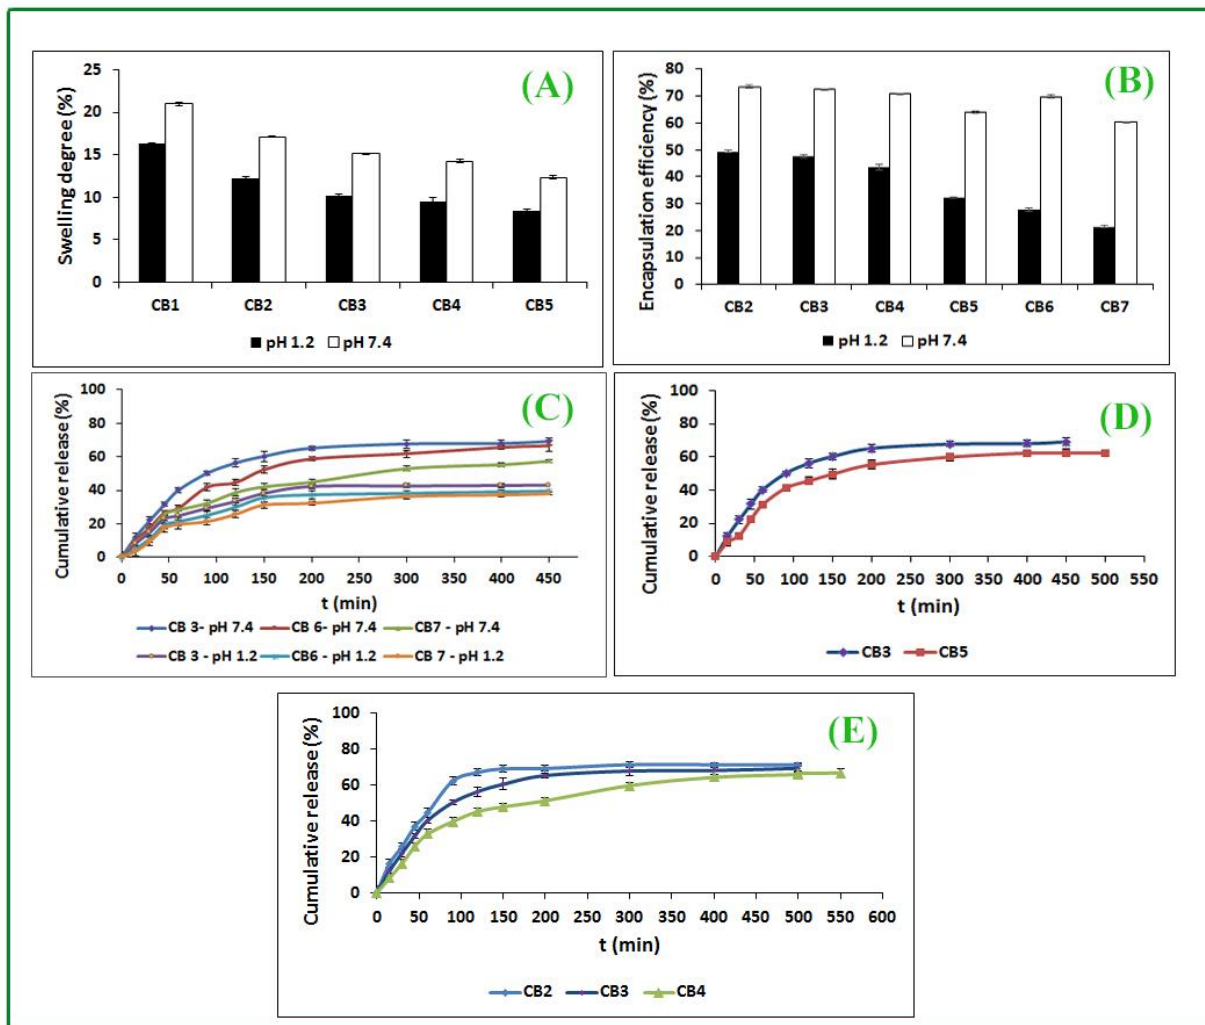 (A)
Swelling degree (%)
25
20
15
10
5
0
CB1 CB2 CB3 CB4 CB5
pH 1.2 pH 7.4
(B)
Encapsulation efficiency (%)
80
70
60
50
40
30
20
10
0
CB2 CB3 CB4 CB5 CB6 CB7
pH 1.2 pH 7.4
(C)
Cumulative release (%)
100
80
60
40
20
0
0 50 100 150 200 250 300 350 400 450
t (min)
CB 3- pH 7.4 CB 6- pH 7.4 CB7 - pH 7.4
CB 3 - pH 1.2 CB6 - pH 1.2 CB 7 - pH 1.2
(D)
Cumulative release (%)
100
80
60
40
20
0
0 50 100 150 200 250 300 350 400 450 500 550
t (min)
CB3 CB5
(E)
Cumulative release (%)
100
80
60
40
20
0
0 50 100 150 200 250 300 350 400 450 500 550 600
t (min)
CB2 CB3 CB4